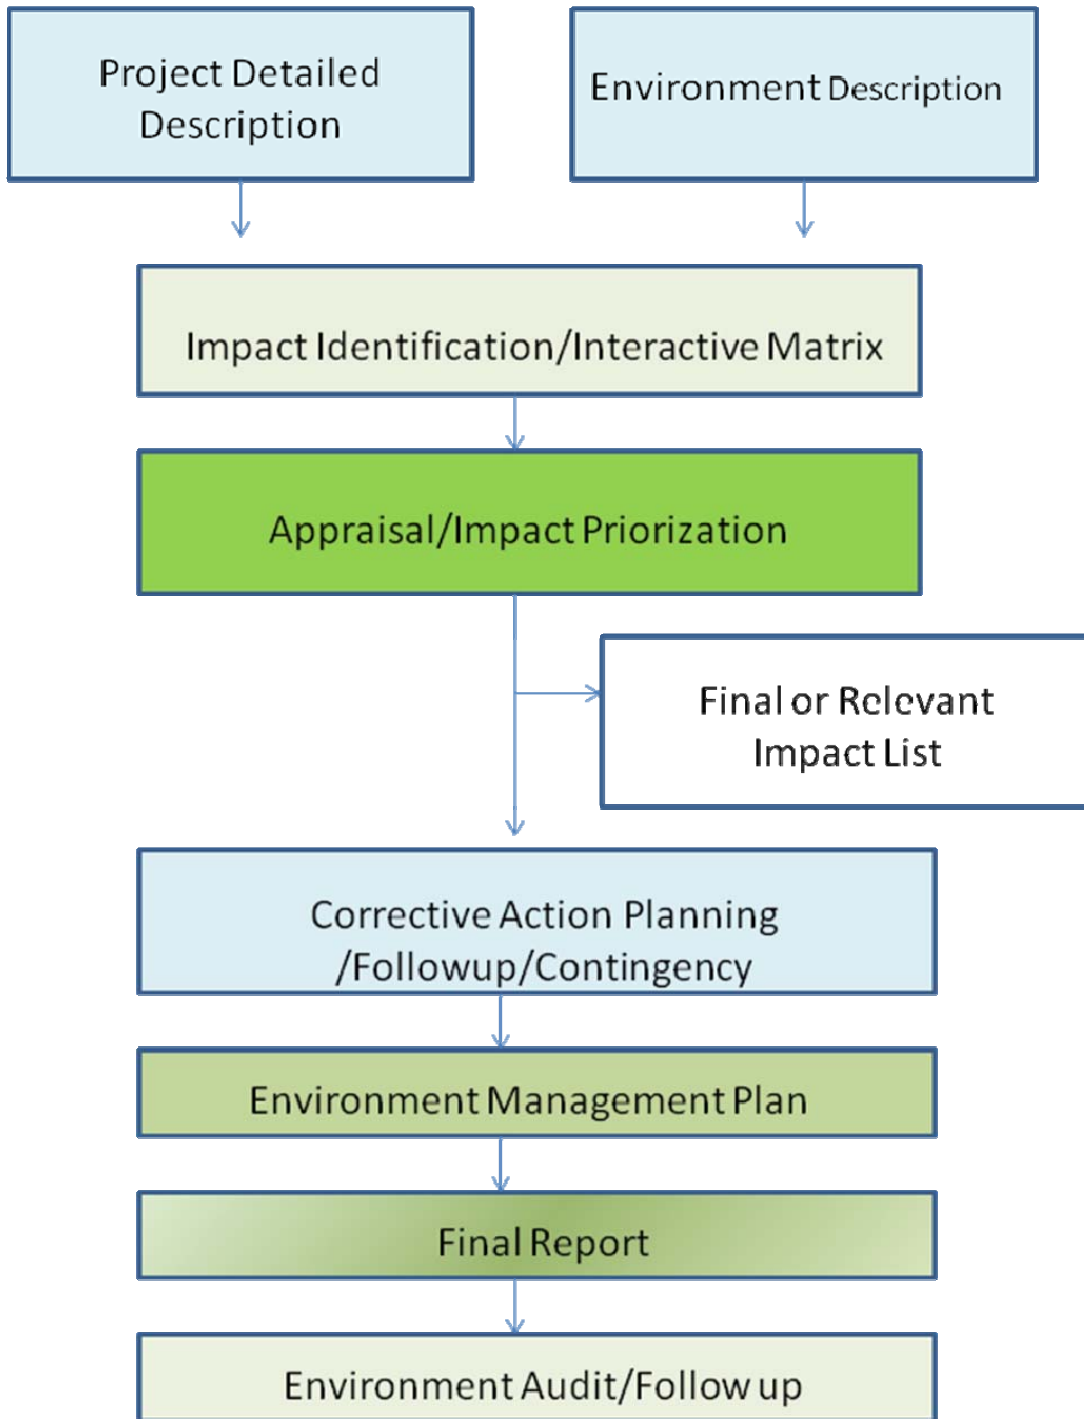 Project Detailed
Description
Environment Description
Impact Identification/Interactive Matrix
Appraisal/Impact Priorization
Final or Relevant
Impact List
Corrective Action Planning
/Followup/Contingency
Environment Management Plan
Final Report
Environment Audit/Follow up